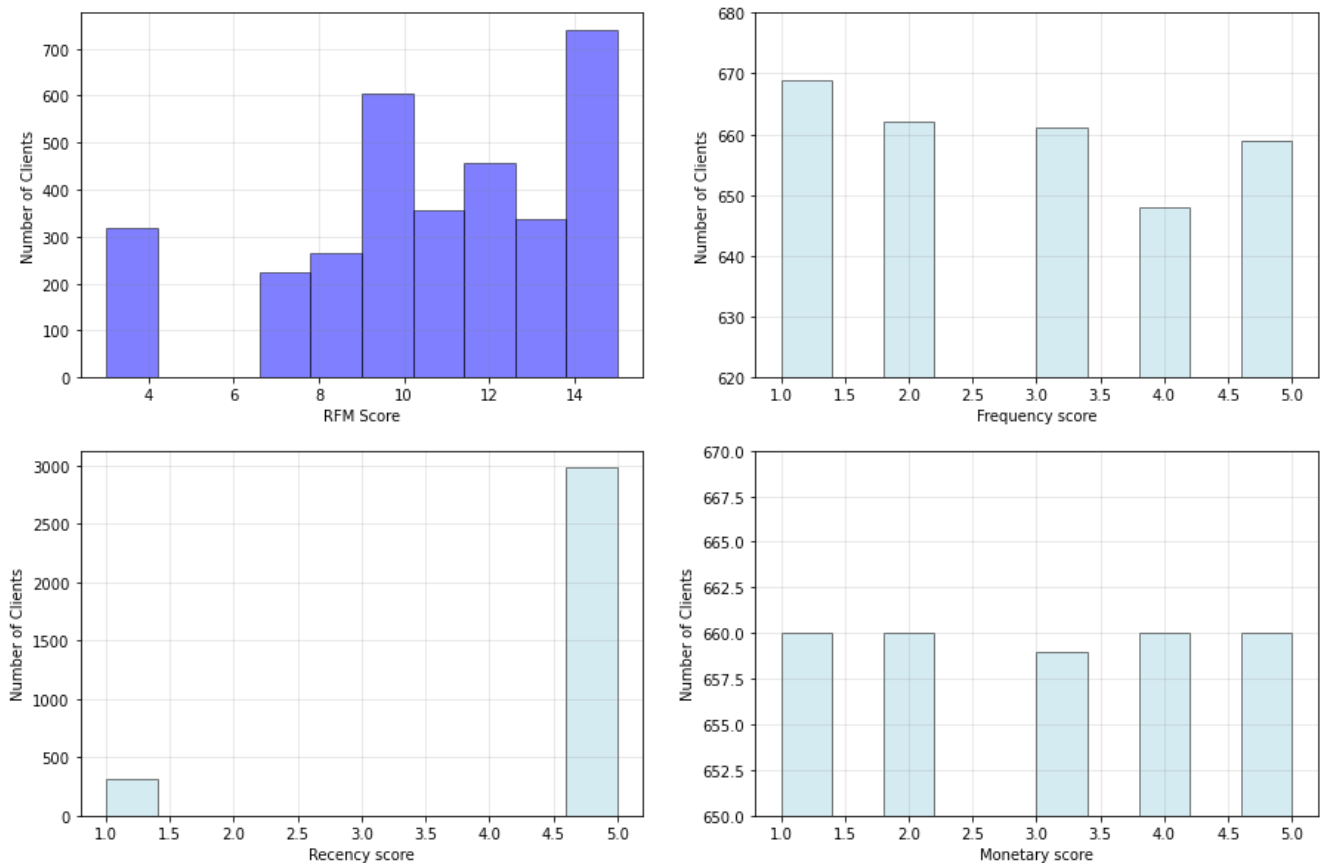 700
600
500
400
300
200
100
0
Number of Clients
4 6 8 10 12 14
RFM Score
680
670
660
650
640
630
620
Number of Clients
1.0 1.5 2.0 2.5 3.0 3.5 4.0 4.5 5.0
Frequency score
3000
2500
2000
1500
1000
500
0
Number of Clients
1.0 1.5 2.0 2.5 3.0 3.5 4.0 4.5 5.0
Recency score
670.0
667.5
665.0
662.5
660.0
657.5
655.0
652.5
650.0
Number of Clients
1.0 1.5 2.0 2.5 3.0 3.5 4.0 4.5 5.0
Monetary score